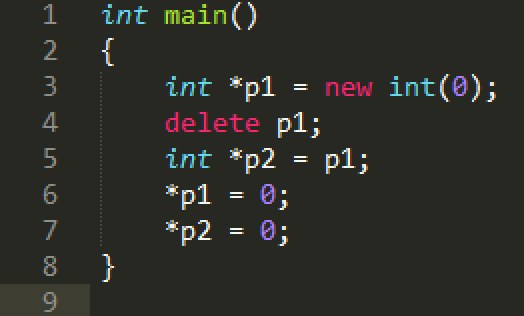 1 int main()
2 {
3     int *p1 = new int(0);
4     delete p1;
5     int *p2 = p1;
6     *p1 = 0;
7     *p2 = 0;
8 }
9